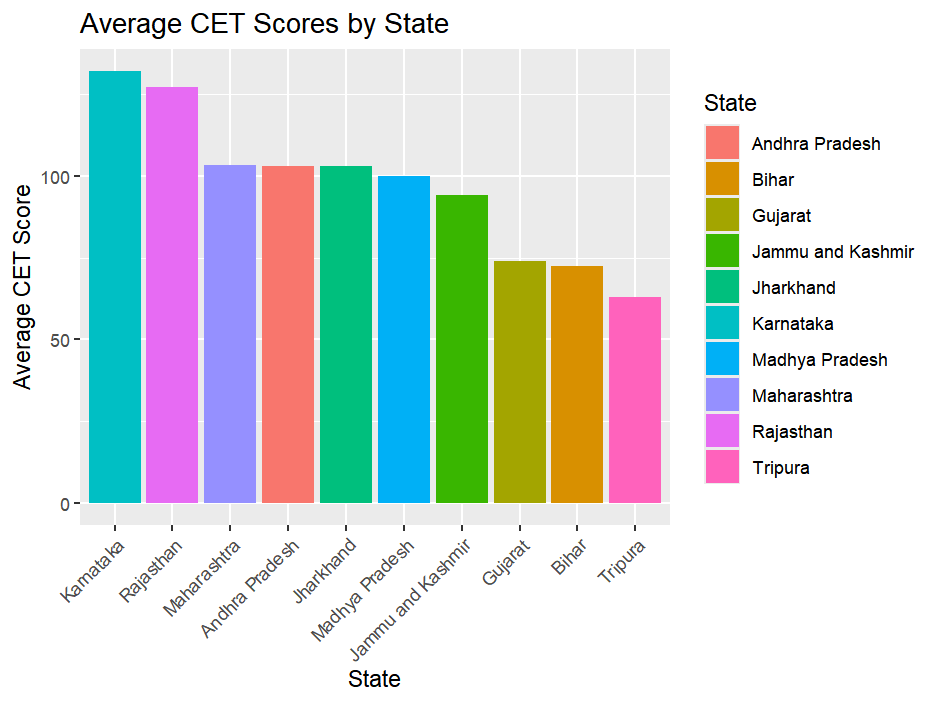 Average CET Scores by State
Average CET Score
100
50
0
Karnataka
Rajasthan
Maharashtra
Andhra Pradesh
Jharkhand
Madhya Pradesh
Jammu and Kashmir
Gujarat
Bihar
Tripura
State
State
Andhra Pradesh
Bihar
Gujarat
Jammu and Kashmir
Jharkhand
Karnataka
Madhya Pradesh
Maharashtra
Rajasthan
Tripura